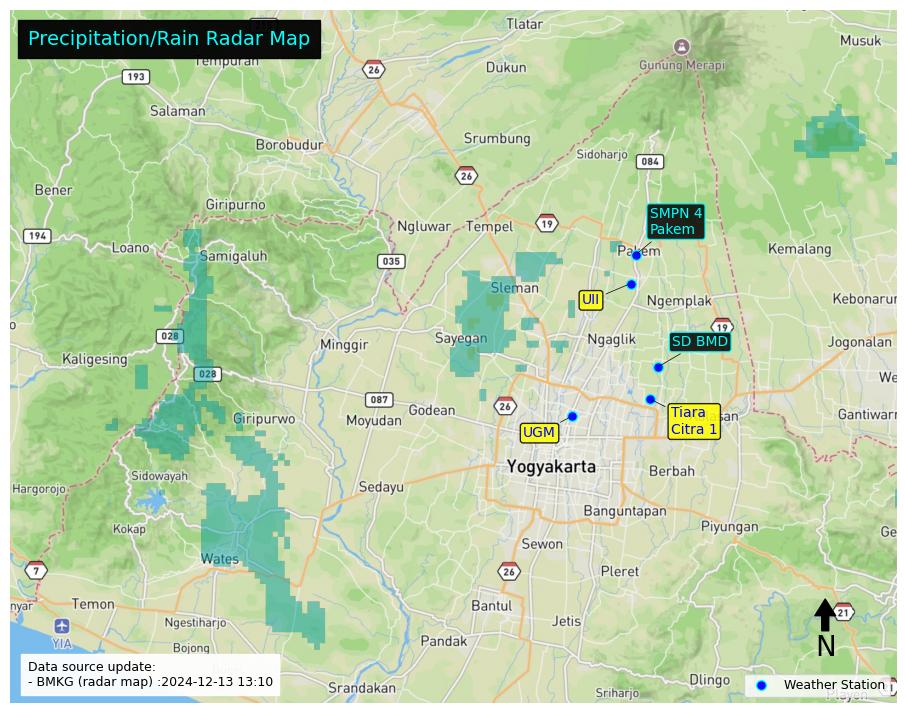 Precipitation/Rain Radar Map
Tlatar
Musuk
Gunung Merapi
26
Dukun
193
Salaman
Borobudur
Srumbung
Sidoharjo
084
26
Bener
Giripurno
SMPN 4
Pakem
194
Loano
Samigaluh
Ngluwar
Tempel
19
Pakem
Kemalang
035
Sleman
UII
Ngemplak
Kebonarum
028
Minggir
Sayegan
Ngaglik
19
SD BMD
Jogonalan
Kaligesing
028
087
Godean
26
Giripurwo
Moyudan
UGM
Tiara
Citra 1
Gantiwarn
Yogyakarta
Sidowayah
Berbah
Hargorojo
Sedayu
Kokap
Banguntapan
Piyungan
Wates
Sewon
7
26
Pleret
Temon
Bantul
21
Ngestiharjo
Jetis
YIA
Bojong
Pandak
N
Data source update:
- BMKG (radar map) :2024-12-13 13:10
Srandakan
Sriharjo
Dlingo
Weather Station